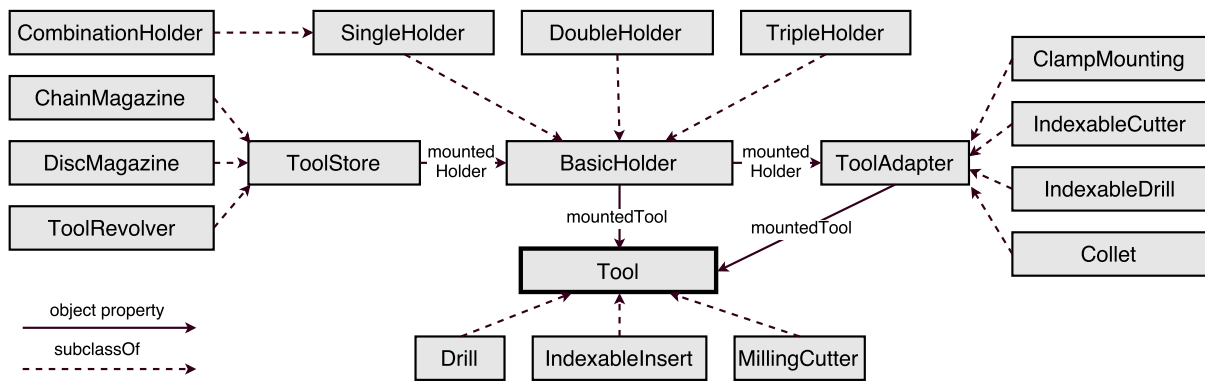 CombinationHolder
SingleHolder
DoubleHolder
TripleHolder
ClampMounting
ChainMagazine
IndexableCutter
DiscMagazine
ToolStore
mounted
Holder
BasicHolder
mounted
Holder
ToolAdapter
IndexableDrill
ToolRevolver
mountedTool
mountedTool
Collet
Tool
object property
subclassOf
Drill
IndexableInsert
MillingCutter